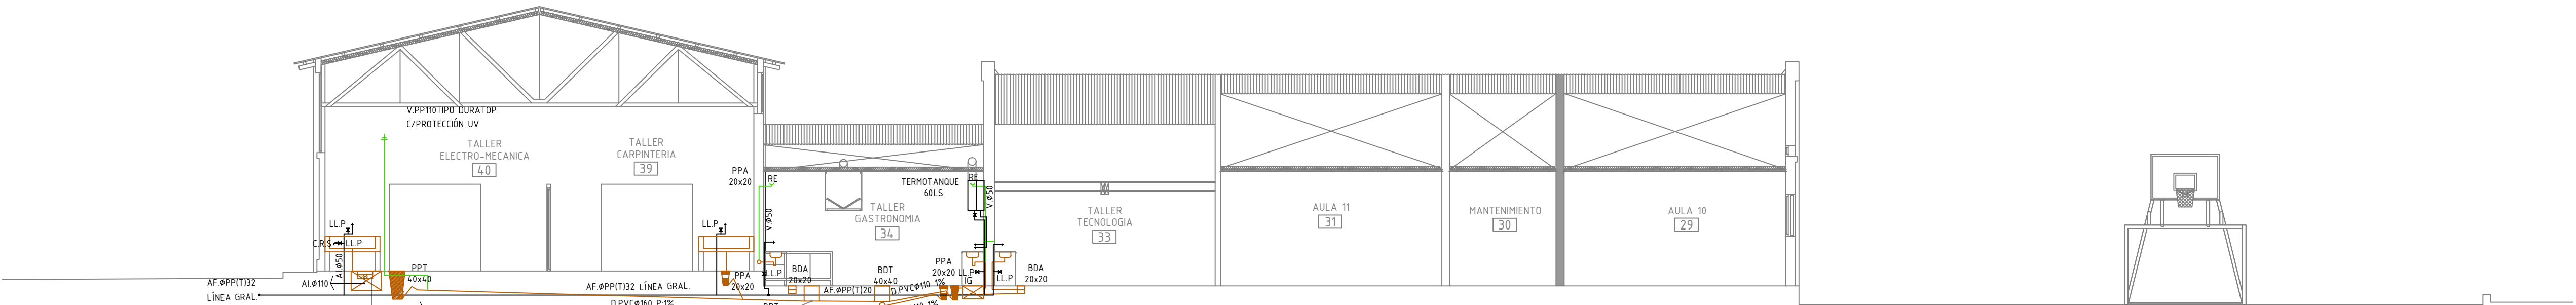 V.PP110TIPO DURATOP
C/PROTECCIÓN UV
TALLER
ELECTRO-MECANICA
40
TALLER
CARPINTERIA
39
PPA
20x20
RE
TERMOTANQUE
60LS
RE
V.Ø50
V.Ø50
TALLER
GASTRONOMIA
34
TALLER
TECNOLOGIA
33
AULA 11
31
MANTENIMIENTO
30
AULA 10
29
LL.P
LL.P
C.R.S
LL.P
Al.Ø50
PPT
40x40
Al.Ø110
AF.ØPP(T)32
LÍNEA GRAL.
AF.ØPP(T)32 LÍNEA GRAL.
D.PVCØ160 P:1%
PPA
20x20
LL.P
BDA
20x20
AF.ØPP(T)20
BDT
40x40
D.PVCØ110 1%
PPA
20x20
LL.P
IG
LL.P
BDA
20x20